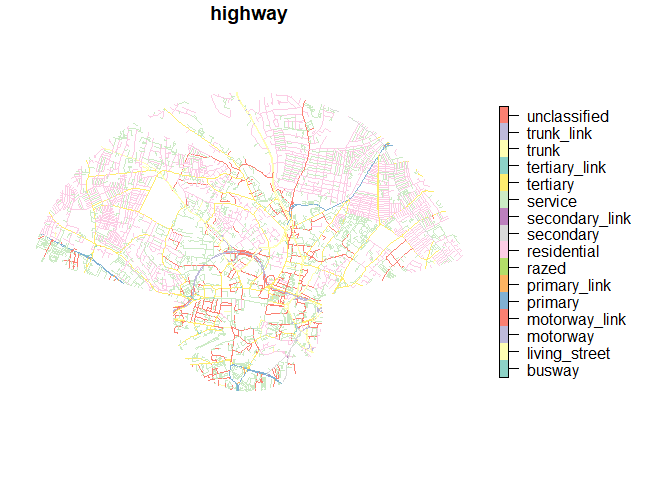 highway
unclassified
trunk_link
trunk
tertiary_link
tertiary
service
secondary_link
secondary
residential
razed
primary_link
primary
motorway_link
motorway
living_street
busway